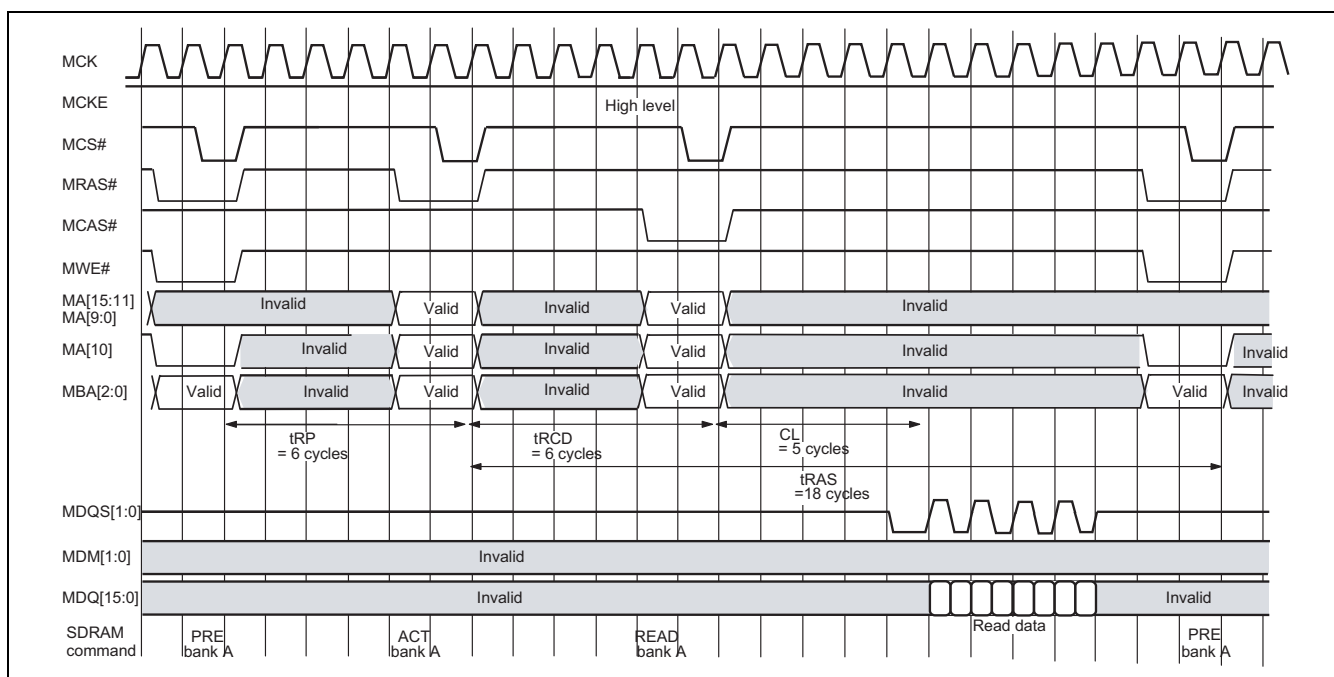 MCK
MCKE
High level
MCS#
MRAS#
MCAS#
MWE#
MA[15:11]
MA[9:0]
Invalid Valid Invalid Valid Invalid
MA[10]
Invalid Valid Invalid Valid Invalid Invalid
MBA[2:0]
Valid Invalid Valid Invalid Valid Invalid Valid Invalid
tRP
= 6 cycles
tRCD
= 6 cycles
CL
= 5 cycles
tRAS
=18 cycles
MDQS[1:0]
MDM[1:0]
Invalid
MDQ[15:0]
Invalid Invalid
Read data
SDRAM
command
PRE
bank A
ACT
bank A
READ
bank A
PRE
bank A